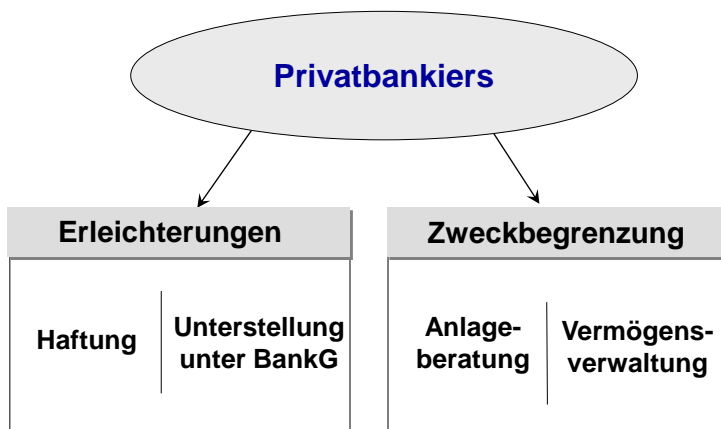 Privatbankiers
Erleichterungen
Haftung
Unterstellung
unter BankG
Zweckbegrenzung
Anlage-
beratung
Vermögens-
verwaltung